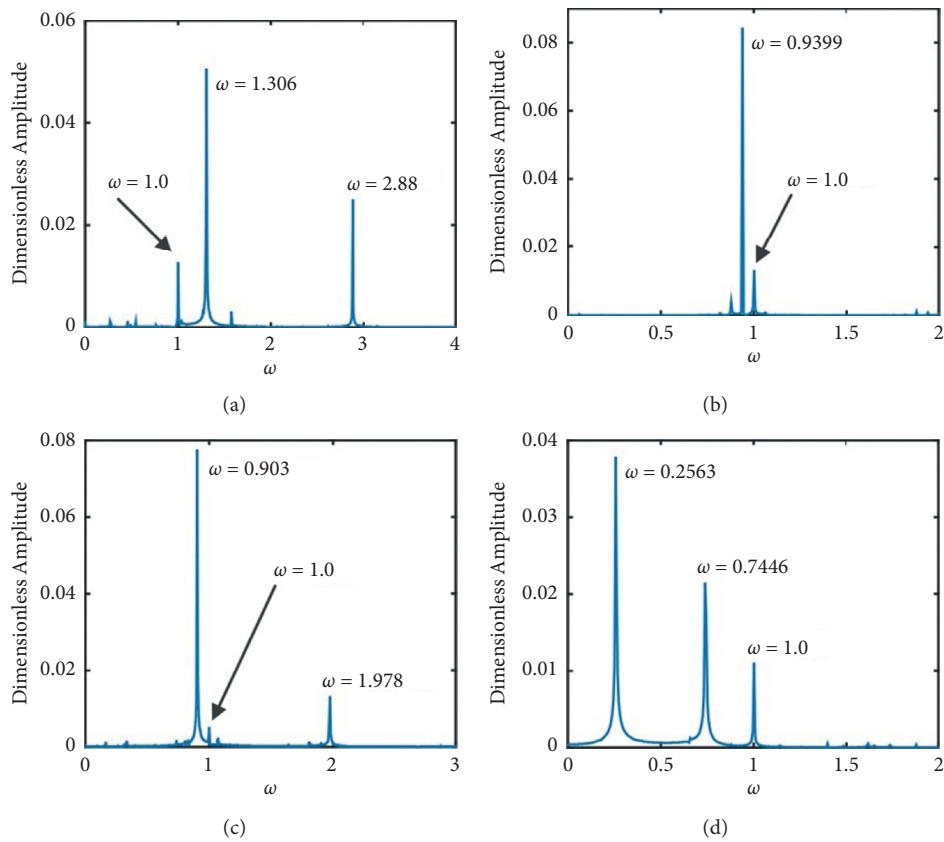 0.06
0.04
0.02
0
Dimensionless Amplitude
ω = 1.306
ω = 1.0
ω = 2.88
0 1 2 3 4
ω
(a)
0.08
0.06
0.04
0.02
0
Dimensionless Amplitude
ω = 0.9399
ω = 1.0
0 0.5 1 1.5 2
ω
(b)
0.08
0.06
0.04
0.02
0
Dimensionless Amplitude
ω = 0.903
ω = 1.0
ω = 1.978
0 1 2 3
ω
(c)
0.04
0.03
0.02
0.01
0
Dimensionless Amplitude
ω = 0.2563
ω = 0.7446
ω = 1.0
0 0.5 1 1.5 2
ω
(d)